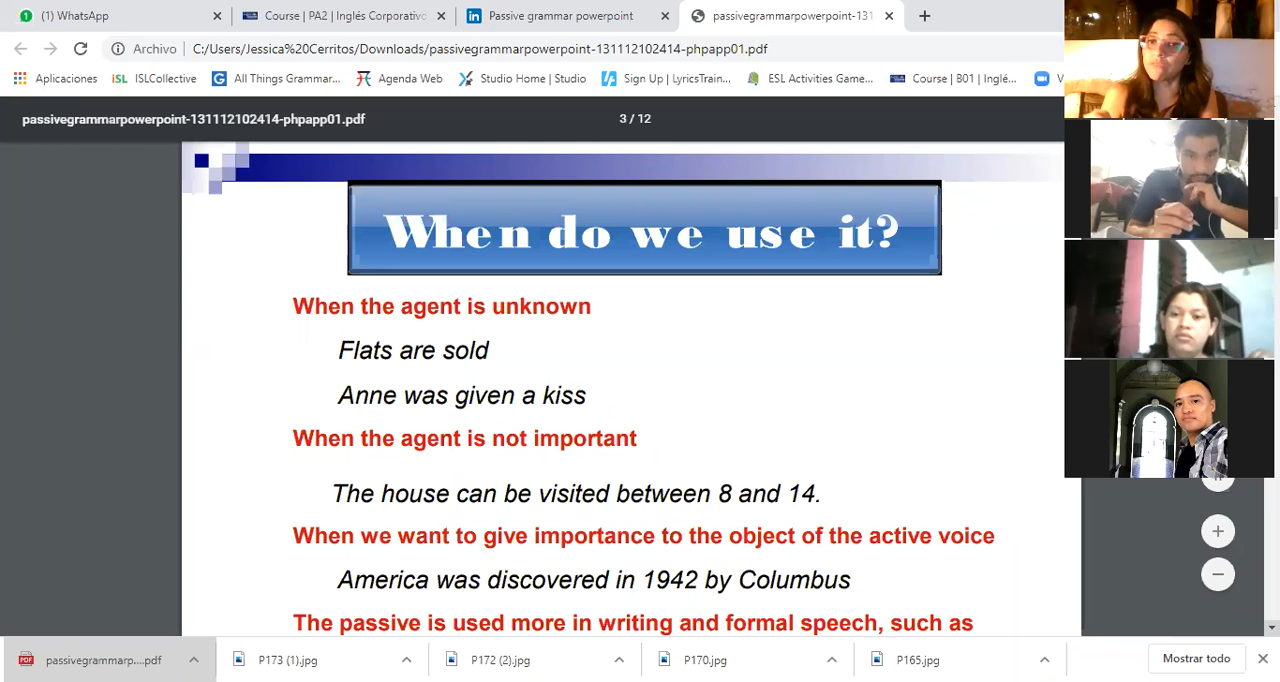 (1) WhatsApp
Course | PA2 | Inglés Corporativo
Passive grammar powerpoint
passivegrammarpowerpoint-131
Archivo
C:/Users/Jessica%20Cerritos/Downloads/passivegrammarpowerpoint-131112102414-phpapp01.pdf
Aplicaciones
iSL ISLCollective
All Things Grammar...
Agenda Web
Studio Home | Studio
Sign Up | LyricsTrain...
ESL Activities Game...
Course | B01 | Inglé...
V
passivegrammarpowerpoint-131112102414-phpapp01.pdf
3 / 12
When do we use it?
When the agent is unknown
Flats are sold
Anne was given a kiss
When the agent is not important
The house can be visited between 8 and 14.
When we want to give importance to the object of the active voice
America was discovered in 1942 by Columbus
The passive is used more in writing and formal speech, such as
passivegrammarp....pdf
P173 (1).jpg
P172 (2).jpg
P170.jpg
P165.jpg
Mostrar todo